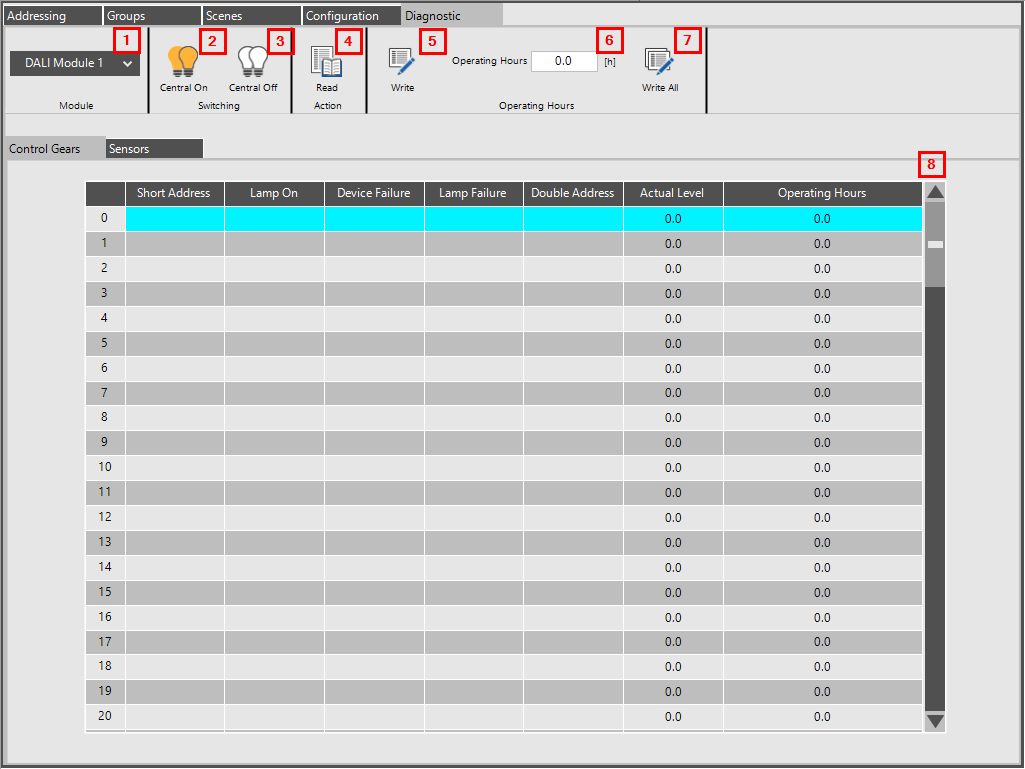 Addressing Groups Scenes Configuration Diagnostic
1 2 3 4 5 6 7
DALI Module 1 Operating Hours 0.0 [h]
Central On Central Off Read Write Write All
Module Switching Action Operating Hours
Control Gears Sensors
8
Short Address Lamp On Device Failure Lamp Failure Double Address Actual Level Operating Hours
0 0.0 0.0
1 0.0 0.0
2 0.0 0.0
3 0.0 0.0
4 0.0 0.0
5 0.0 0.0
6 0.0 0.0
7 0.0 0.0
8 0.0 0.0
9 0.0 0.0
10 0.0 0.0
11 0.0 0.0
12 0.0 0.0
13 0.0 0.0
14 0.0 0.0
15 0.0 0.0
16 0.0 0.0
17 0.0 0.0
18 0.0 0.0
19 0.0 0.0
20 0.0 0.0